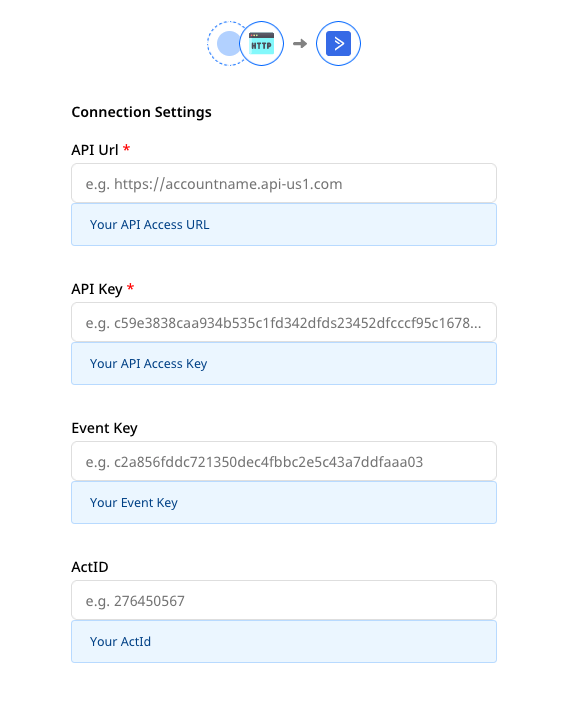 HTTP
Connection Settings
API Url *
e.g. https://accountname.api-us1.com
Your API Access URL
API Key *
e.g. c59e3838caa934b535c1fd342dfds23452dfcccf95c1678...
Your API Access Key
Event Key
e.g. c2a856fddc721350dec4fbbc2e5c43a7ddfaaa03
Your Event Key
ActID
e.g. 276450567
Your ActId